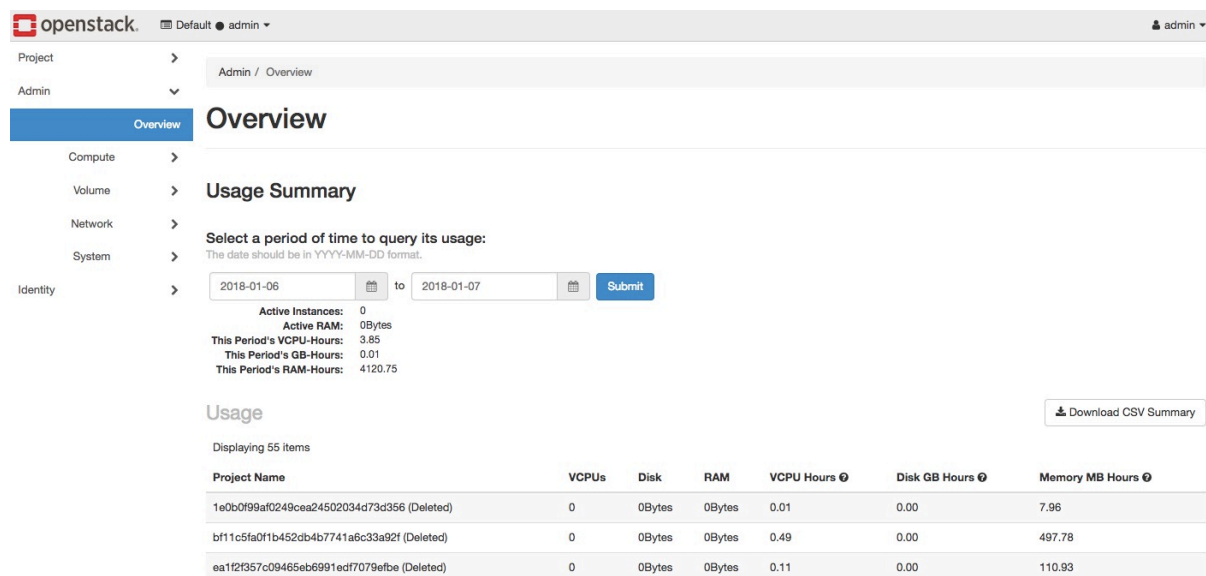 openstack. Default ● admin admin
Project
Admin
Overview
Compute
Volume
Network
System
Identity
Admin / Overview
Overview
Usage Summary
Select a period of time to query its usage:
The date should be in YYYY-MM-DD format.
2018-01-06 to 2018-01-07 Submit
Active Instances: 0
Active RAM: 0Bytes
This Period's VCPU-Hours: 3.85
This Period's GB-Hours: 0.01
This Period's RAM-Hours: 4120.75
Usage Download CSV Summary
Displaying 55 items
Project Name VCPUs Disk RAM VCPU Hours Disk GB Hours Memory MB Hours
1e0b0f99af0249cea24502034d73d356 (Deleted) 0 0Bytes 0Bytes 0.01 0.00 7.96
bf11c5fa0f1b452db4b7741a6c33a92f (Deleted) 0 0Bytes 0Bytes 0.49 0.00 497.78
ea1f2f357c09465eb6991edf7079efbe (Deleted) 0 0Bytes 0Bytes 0.11 0.00 110.93